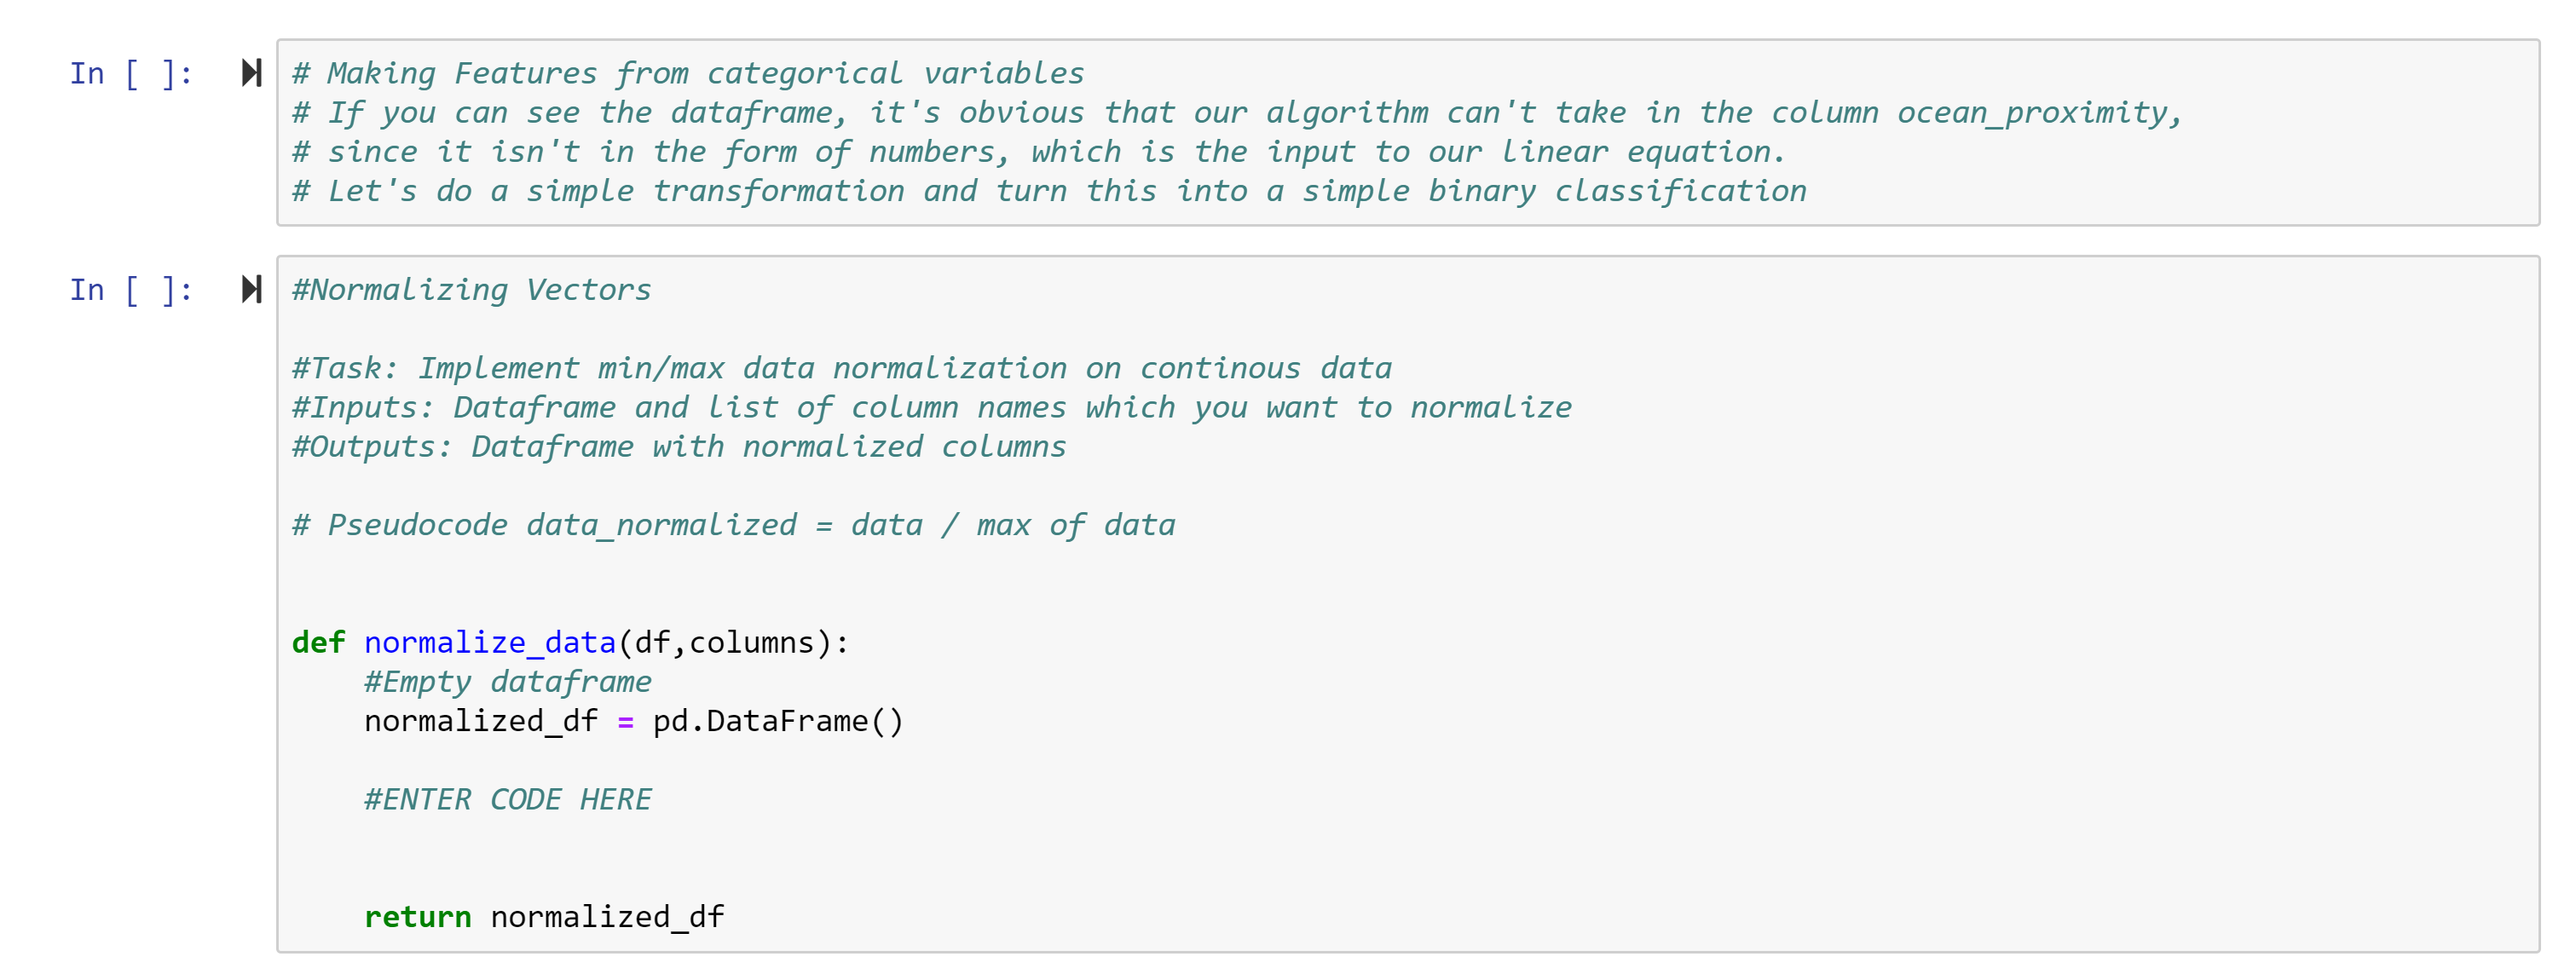 In [ ]:
# Making Features from categorical variables
# If you can see the dataframe, it's obvious that our algorithm can't take in the column ocean_proximity,
# since it isn't in the form of numbers, which is the input to our linear equation.
# Let's do a simple transformation and turn this into a simple binary classification
In [ ]:
#Normalizing Vectors
#Task: Implement min/max data normalization on continous data
#Inputs: Dataframe and list of column names which you want to normalize
#Outputs: Dataframe with normalized columns
# Pseudocode data_normalized = data / max of data
def normalize_data(df,columns):
    #Empty dataframe
    normalized_df = pd.DataFrame()
    #ENTER CODE HERE
    return normalized_df